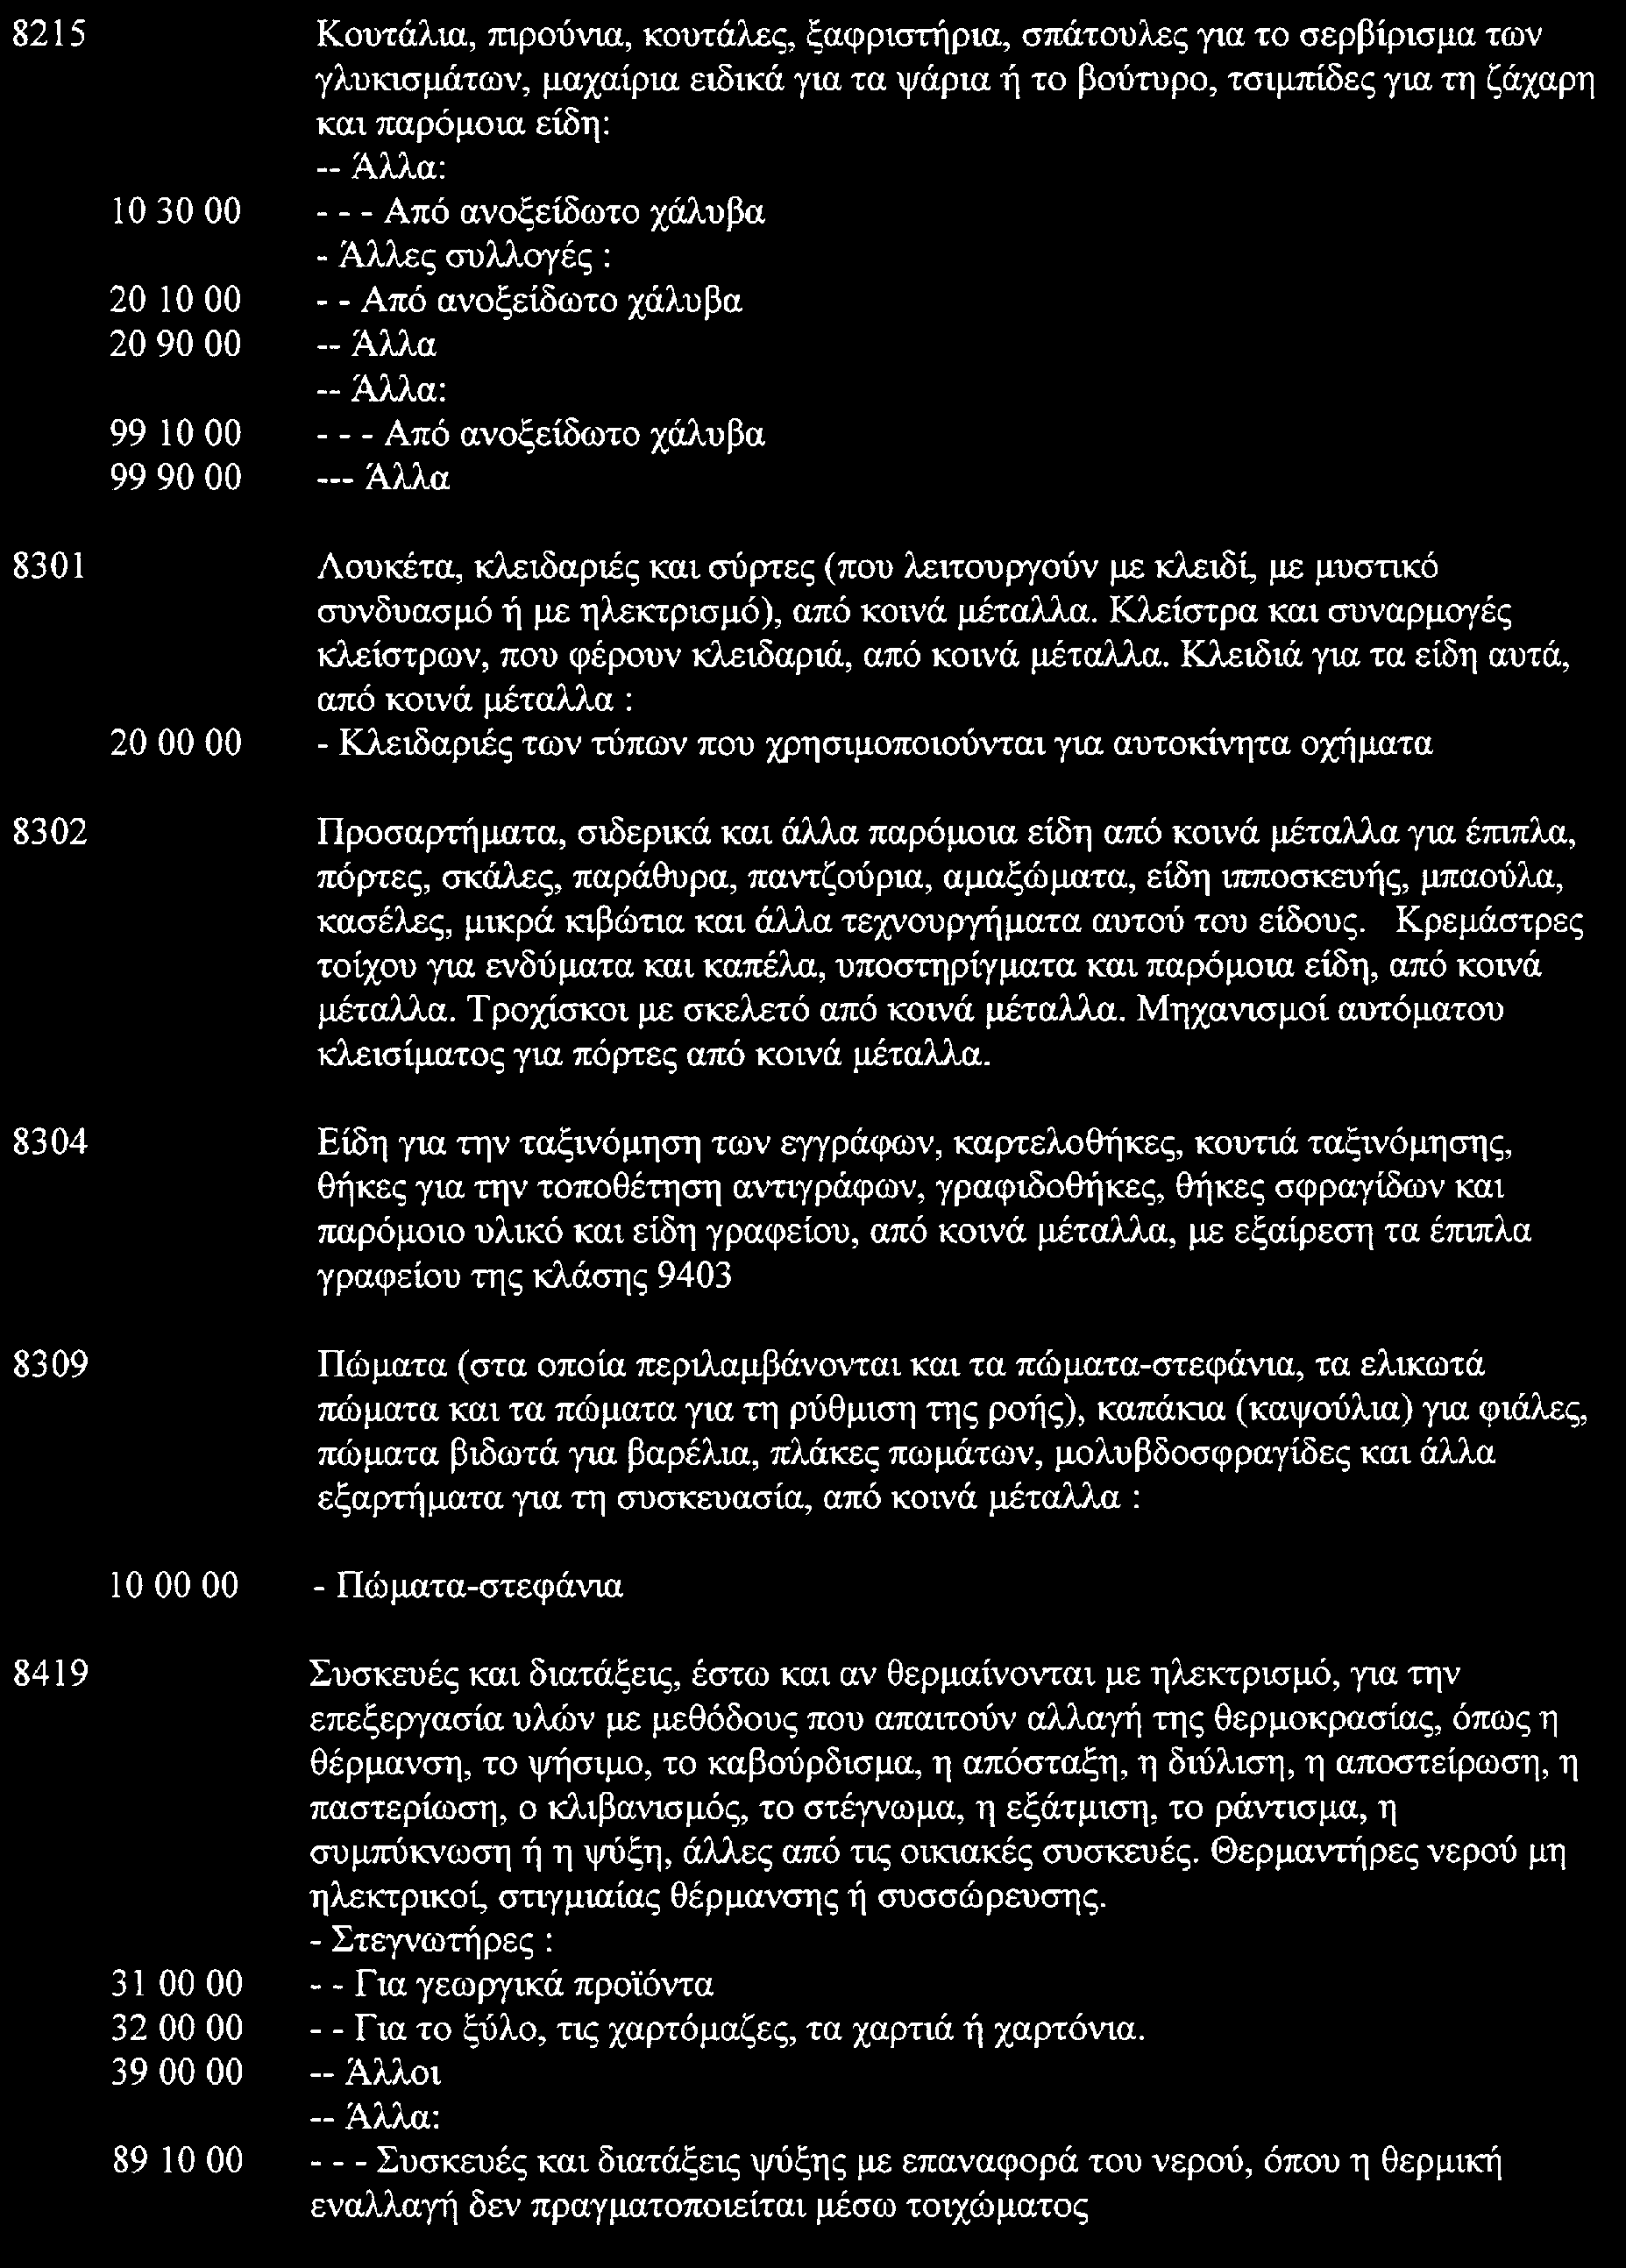 8215 Κουτάλια, πιρούνια, κουτάλες, ξαφριστήρια, σπάτουλες για το σερβίρισμα των
γλυκισμάτων, μαχαίρια ειδικά για τα ψάρια ή το βούτυρο, τσιμπίδες για τη ζάχαρη
και παρόμοια είδη:
-- Άλλα:
10 30 00 - - - Από ανοξείδωτο χάλυβα
- Άλλες συλλογές :
20 10 00 - - Από ανοξείδωτο χάλυβα
20 90 00 -- Άλλα
-- Άλλα:
99 10 00 - - - Από ανοξείδωτο χάλυβα
99 90 00 --- Άλλα
8301 Λουκέτα, κλειδαριές και σύρτες (που λειτουργούν με κλειδί, με μυστικό
συνδυασμό ή με ηλεκτρισμό), από κοινά μέταλλα. Κλείστρα και συναρμογές
κλείστρων, που φέρουν κλειδαριά, από κοινά μέταλλα. Κλειδιά για τα είδη αυτά,
από κοινά μέταλλα :
20 00 00 - Κλειδαριές των τύπων που χρησιμοποιούνται για αυτοκίνητα οχήματα
8302 Προσαρτήματα, σιδερικά και άλλα παρόμοια είδη από κοινά μέταλλα για έπιπλα,
πόρτες, σκάλες, παράθυρα, παντζούρια, αμαξώματα, είδη ιπποσκευής, μπαούλα,
κασέλες, μικρά κιβώτια και άλλα τεχνουργήματα αυτού του είδους. Κρεμάστρες
τοίχου για ενδύματα και καπέλα, υποστηρίγματα και παρόμοια είδη, από κοινά
μέταλλα. Τροχίσκοι με σκελετό από κοινά μέταλλα. Μηχανισμοί αυτόματου
κλεισίματος για πόρτες από κοινά μέταλλα.
8304 Είδη για την ταξινόμηση των εγγράφων, καρτελοθήκες, κουτιά ταξινόμησης,
θήκες για την τοποθέτηση αντιγράφων, γραφιδοθήκες, θήκες σφραγίδων και
παρόμοιο υλικό και είδη γραφείου, από κοινά μέταλλα, με εξαίρεση τα έπιπλα
γραφείου της κλάσης 9403
8309 Πώματα (στα οποία περιλαμβάνονται και τα πώματα-στεφάνια, τα ελικωτά
πώματα και τα πώματα για τη ρύθμιση της ροής), καπάκια (καψούλια) για φιάλες,
πώματα βιδωτά για βαρέλια, πλάκες πωμάτων, μολυβδοσφραγίδες και άλλα
εξαρτήματα για τη συσκευασία, από κοινά μέταλλα :
10 00 00 - Πώματα-στεφάνια
8419 Συσκευές και διατάξεις, έστω και αν θερμαίνονται με ηλεκτρισμό, για την
επεξεργασία υλών με μεθόδους που απαιτούν αλλαγή της θερμοκρασίας, όπως η
θέρμανση, το ψήσιμο, το καβούρδισμα, η απόσταξη, η διύλιση, η αποστείρωση, η
παστερίωση, ο κλιβανισμός, το στέγνωμα, η εξάτμιση, το ράντισμα, η
συμπύκνωση ή η ψύξη, άλλες από τις οικιακές συσκευές. Θερμαντήρες νερού μη
ηλεκτρικοί, στιγμιαίας θέρμανσης ή συσσώρευσης.
- Στεγνωτήρες :
31 00 00 - - Για γεωργικά προϊόντα
32 00 00 - - Για το ξύλο, τις χαρτόμαζες, τα χαρτιά ή χαρτόνια.
39 00 00 -- Άλλοι
-- Άλλα:
89 10 00 - - - Συσκευές και διατάξεις ψύξης με επαναφορά του νερού, όπου η θερμική
εναλλαγή δεν πραγματοποιείται μέσω τοιχώματος